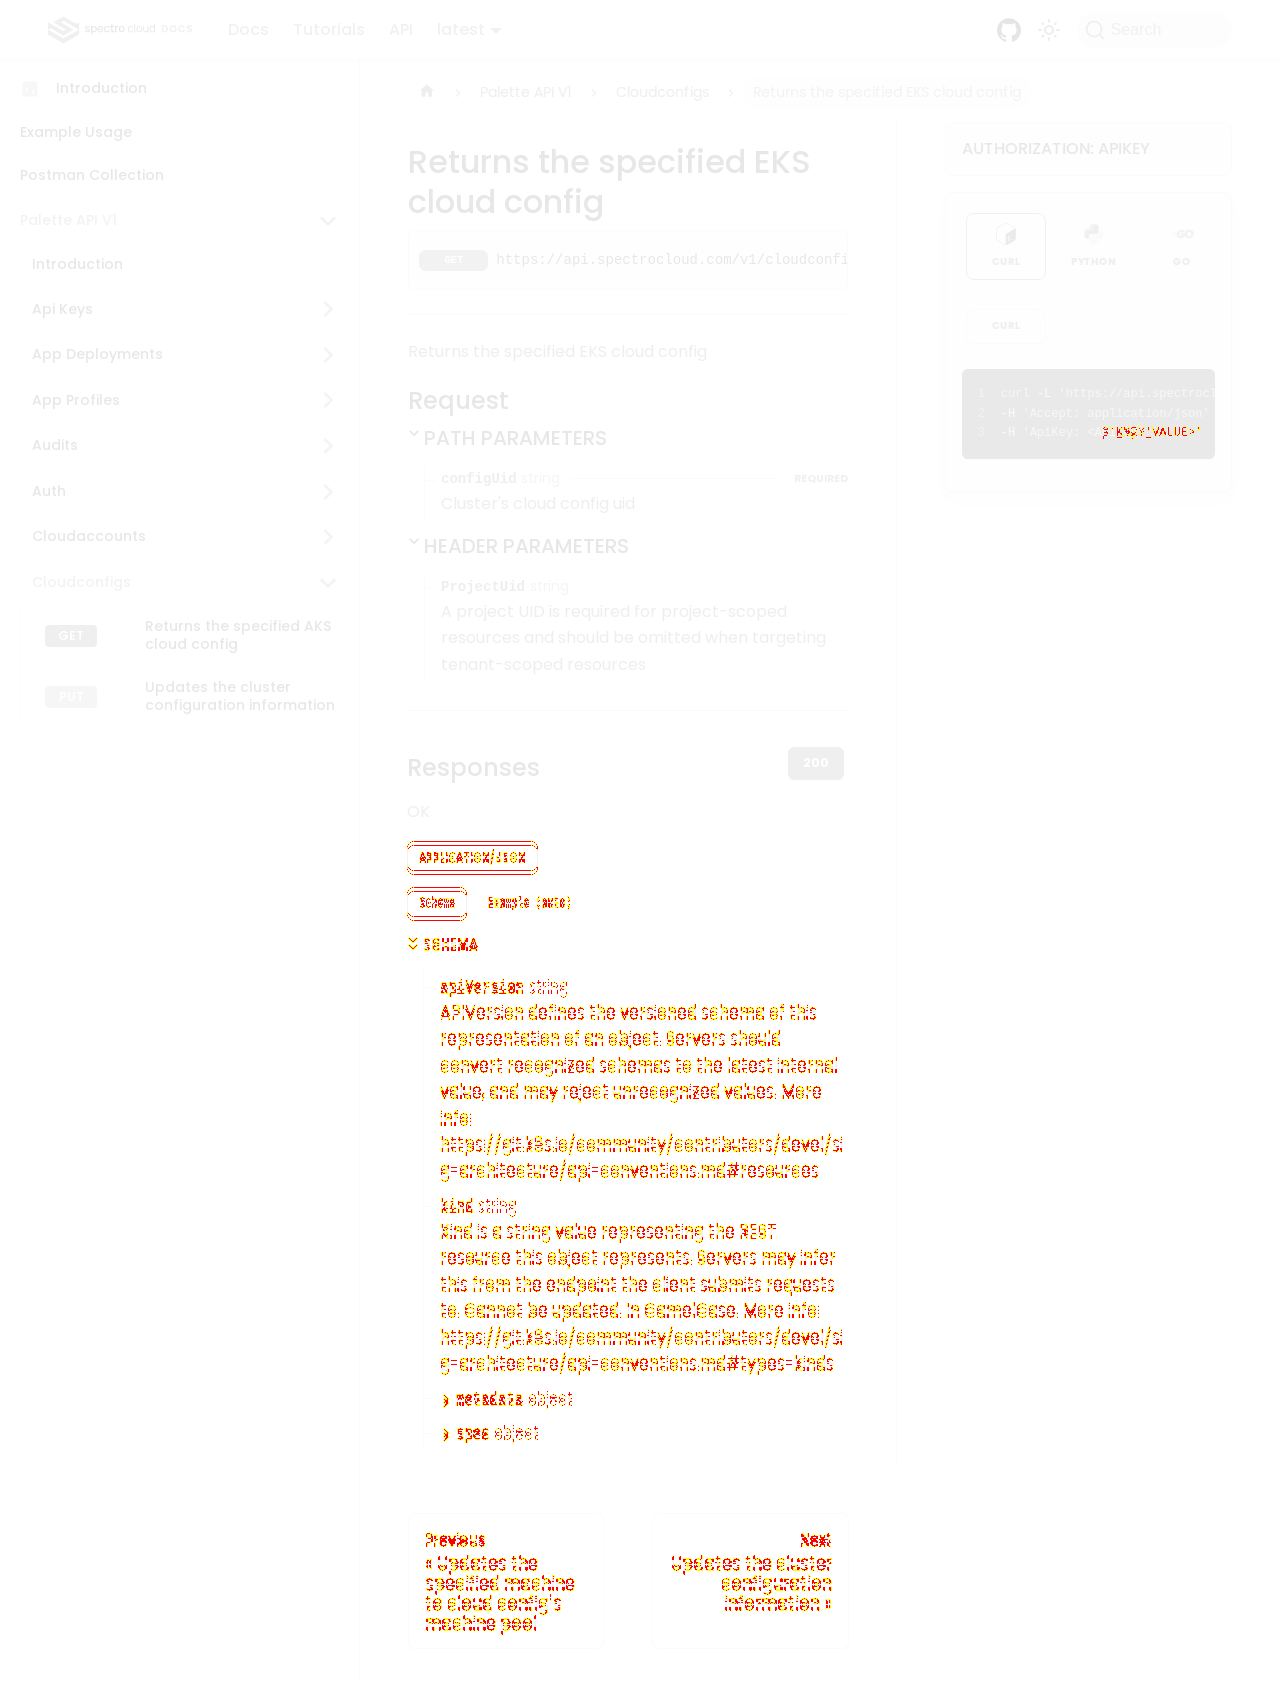 spectro cloud DOCS
Docs Tutorials API latest
Search
Introduction
Example Usage
Postman Collection
Palette API V1
Introduction
Api Keys
App Deployments
App Profiles
Audits
Auth
Cloudaccounts
Cloudconfigs
GET Returns the specified AKS
cloud config
PUT Updates the cluster
configuration information
Palette API V1 Cloudconfigs Returns the specified EKS cloud config
Returns the specified EKS
cloud config
GET https://api.spectrocloud.com/v1/cloudconfi
Returns the specified EKS cloud config
Request
PATH PARAMETERS
configUid string REQUIRED
Cluster's cloud config uid
HEADER PARAMETERS
ProjectUid string
A project UID is required for project-scoped
resources and should be omitted when targeting
tenant-scoped resources
Responses 200
OK
APPLICATION/JSON
Schema Example (auto)
SCHEMA
apiVersion string
APIVersion defines the versioned schema of this
representation of an object. Servers should
convert recognized schemas to the latest internal
value, and may reject unrecognized values. More
info:
https://git.k8s.io/community/contributors/devel/si
g-architecture/api-conventions.md#resources
kind string
Kind is a string value representing the REST
resource this object represents. Servers may infer
this from the endpoint the client submits requests
to. Cannot be updated. In CamelCase. More info:
https://git.k8s.io/community/contributors/devel/si
g-architecture/api-conventions.md#types-kinds
metadata object
spec object
Previous
« Updates the
specified machine
to cloud config's
machine pool
Next
Updates the cluster
configuration
information »
AUTHORIZATION: APIKEY
CURL PYTHON GO
CURL
1 curl -L 'https://api.spectrocl
2 -H 'Accept: application/json'
3 -H 'ApiKey: VALUE>'